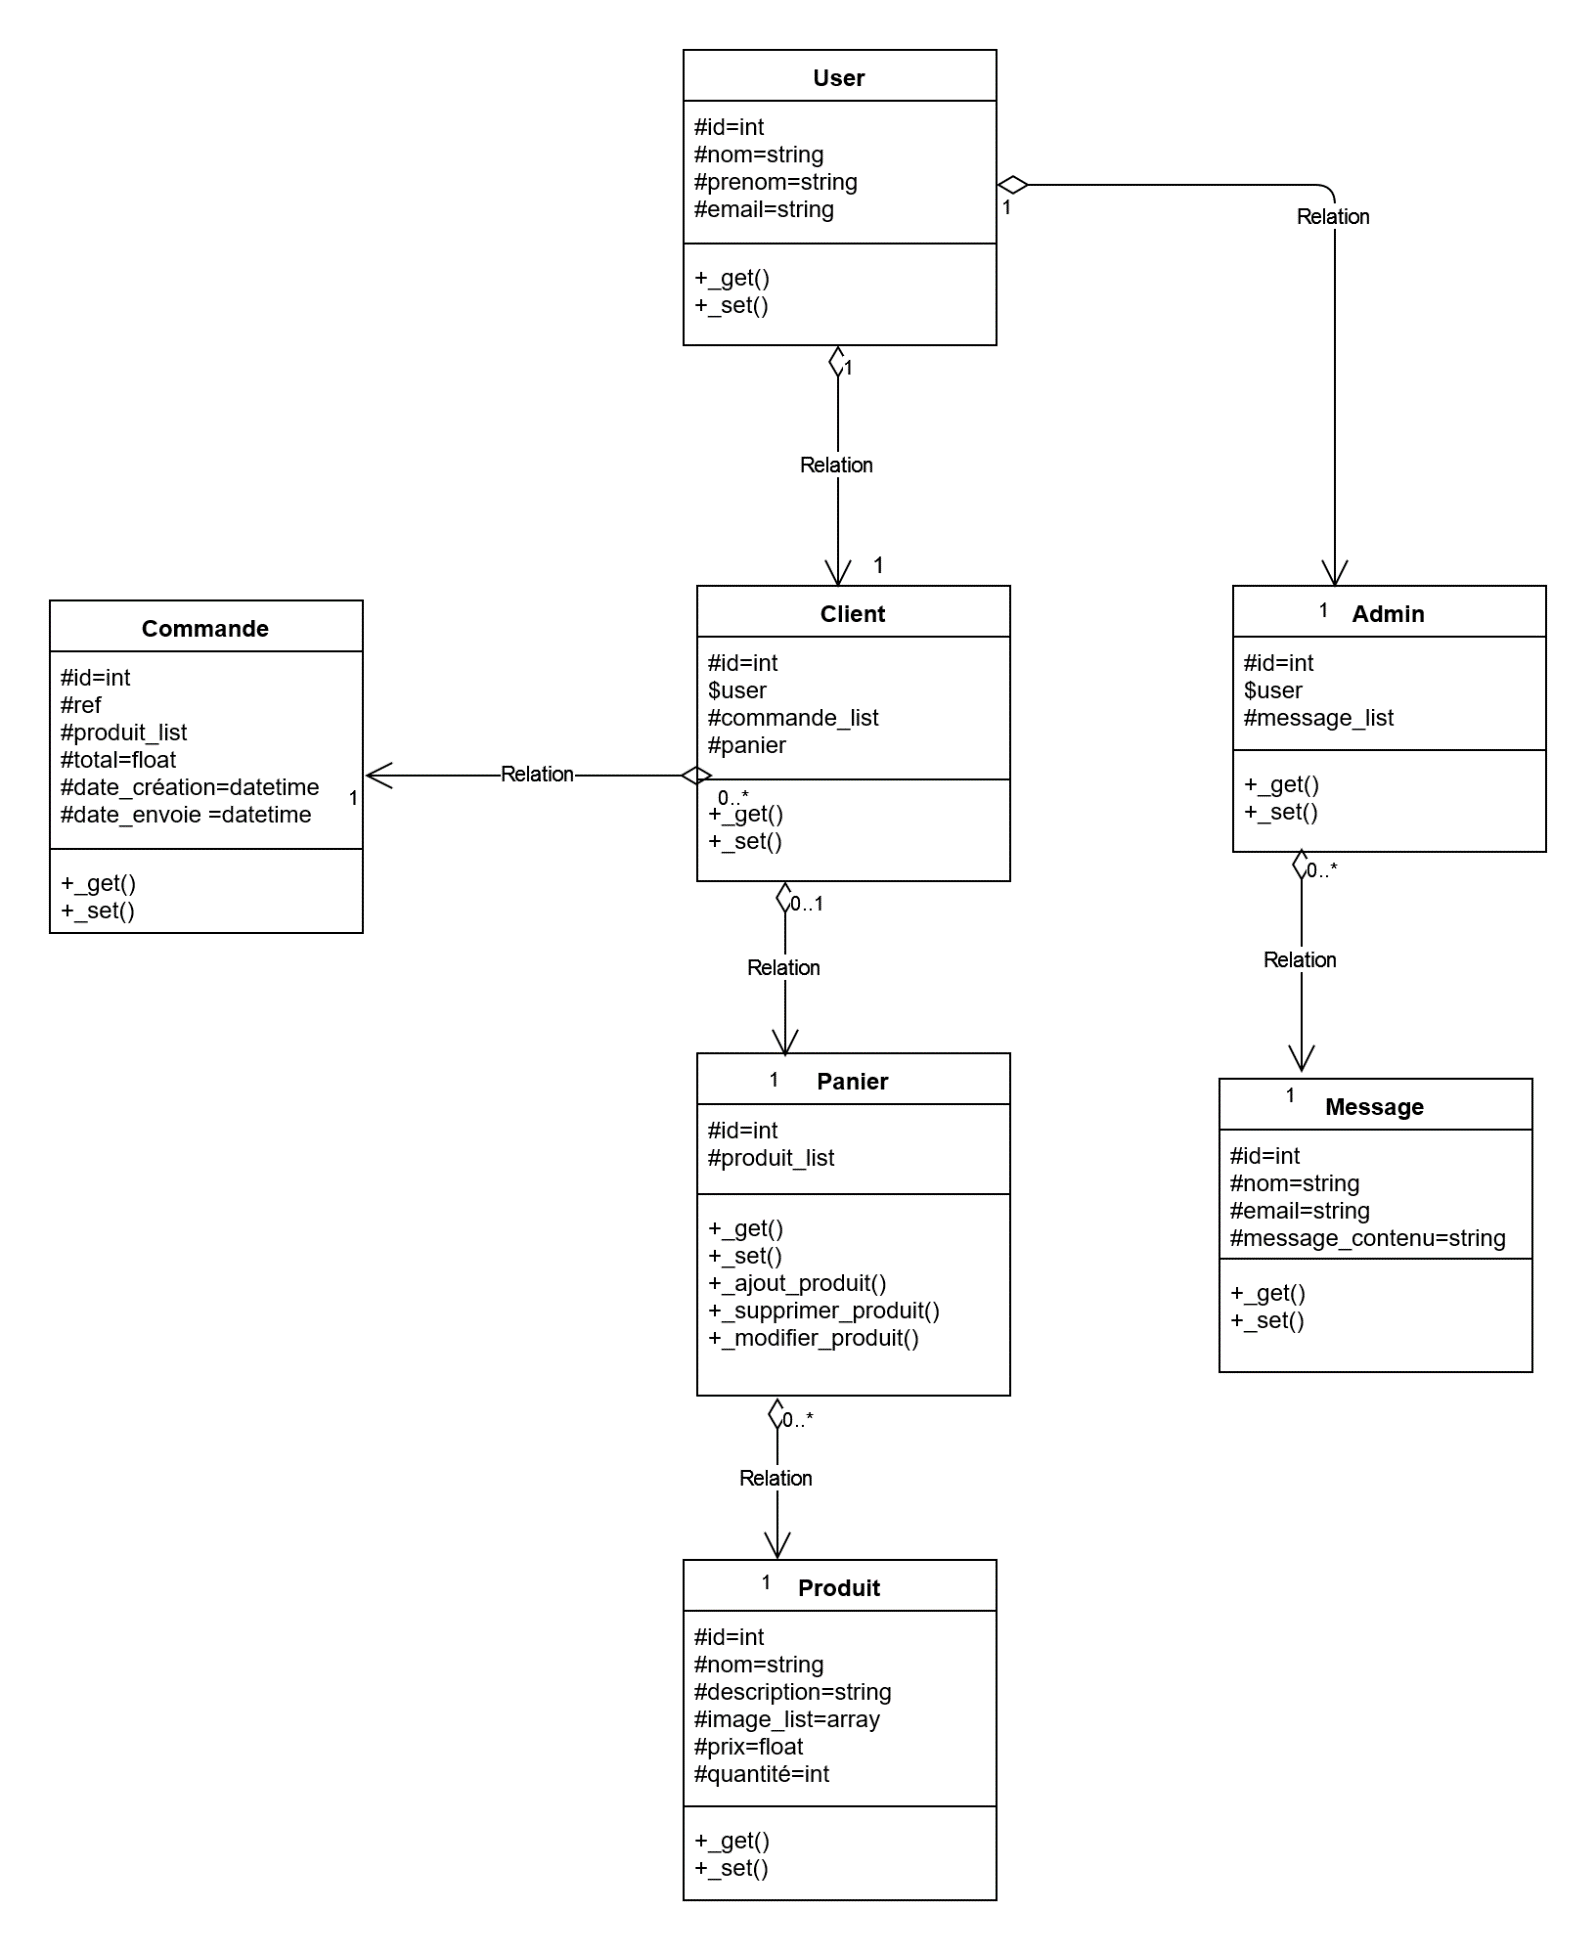 User
#id=int
#nom=string
#prenom=string
#email=string
+_get()
+_set()
1
Relation
1
Relation
1
Commande
#id=int
#ref
#produit_list
#total=float
#date_création=datetime
#date_envoie =datetime
+_get()
+_set()
1
Relation
Client
#id=int
$user
#commande_list
#panier
0..*
+_get()
+_set()
1
Admin
#id=int
$user
#message_list
+_get()
+_set()
0..1
Relation
0..*
Relation
1
Panier
#id=int
#produit_list
+_get()
+_set()
+_ajout_produit()
+_supprimer_produit()
+_modifier_produit()
1
Message
#id=int
#nom=string
#email=string
#message_contenu=string
+_get()
+_set()
0..*
Relation
1
Produit
#id=int
#nom=string
#description=string
#image_list=array
#prix=float
#quantité=int
+_get()
+_set()